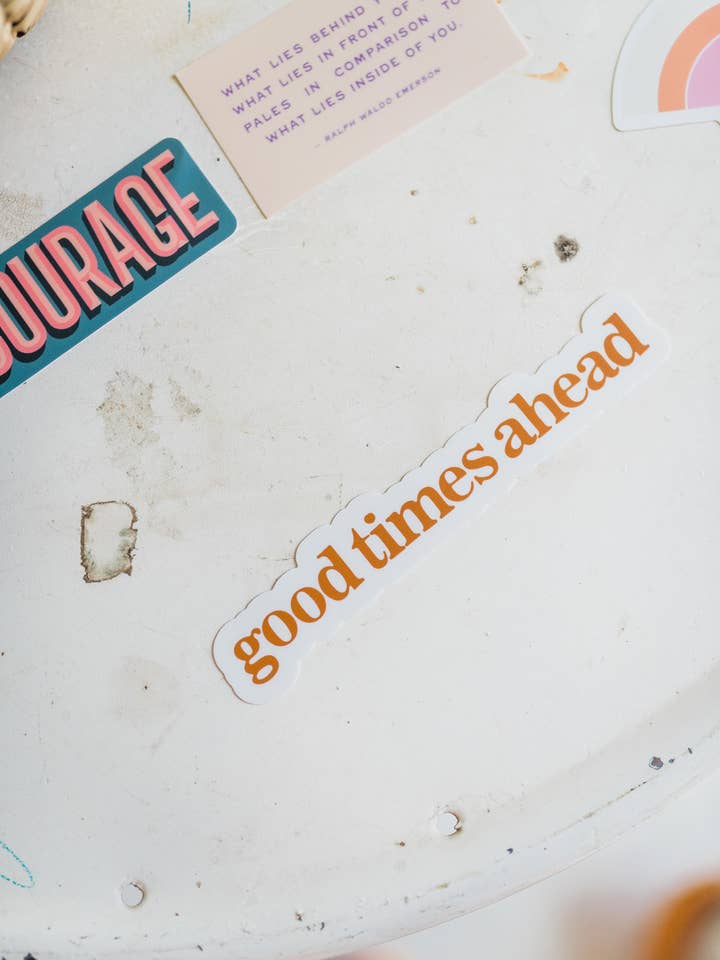 WHAT LIES BEHIND
WHAT LIES IN FRONT OF
PALES IN COMPARISON TO
WHAT LIES INSIDE OF YOU.
– RALPH WALDO EMERSON
OURAGE
good times ahead